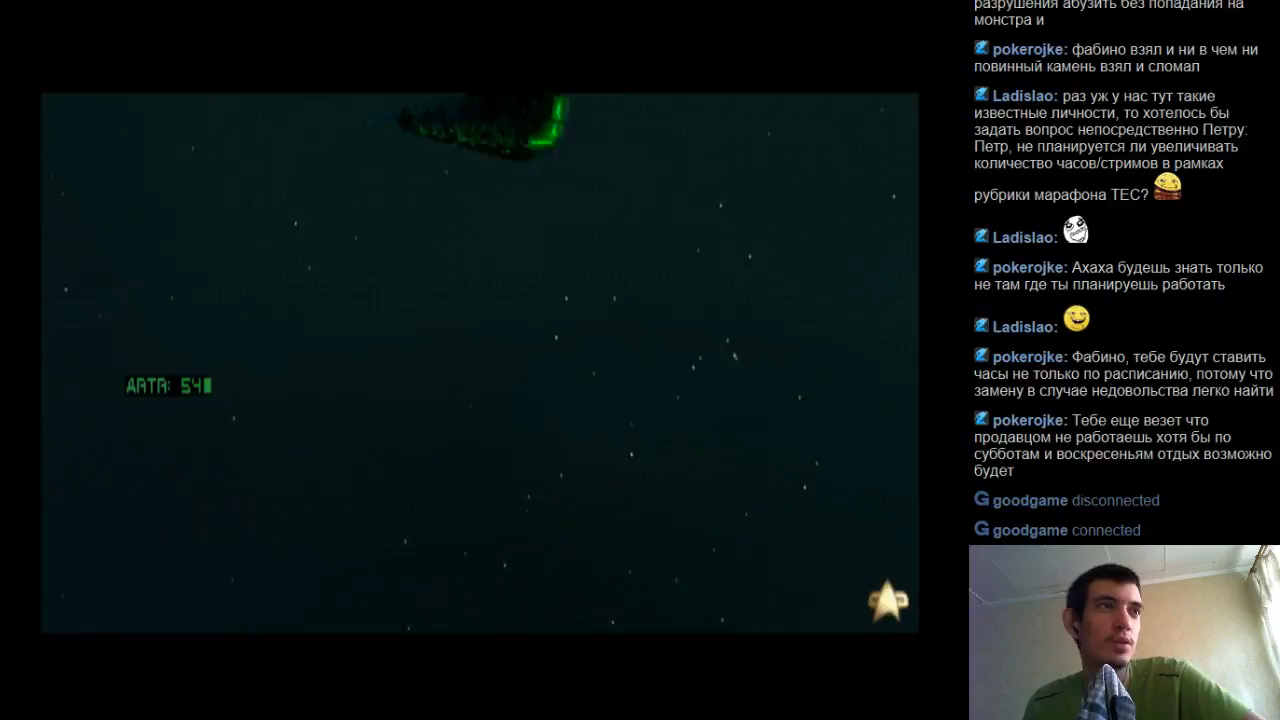 разрушения абузить без попадания на
монстра и
pokerojke: фабино взял и ни в чем ни
повинный камень взял и сломал
Ladislao: раз уж у нас тут такие
известные личности, то хотелось бы
задать вопрос непосредственно Петру:
Петр, не планируется ли увеличивать
количество часов/стримов в рамках
рубрики марафона ТЕС?
Ladislao:
pokerojke: Ахаха будешь знать только
не там где ты планируешь работать
Ladislao:
ДАТА: 54
pokerojke: Фабино, тебе будут ставить
часы не только по расписанию, потому что
замену в случае недовольства легко найти
pokerojke: Тебе еще везет что
продавцом не работаешь хотя бы по
субботам и воскресеньям отдых возможно
будет
goodgame disconnected
goodgame connected